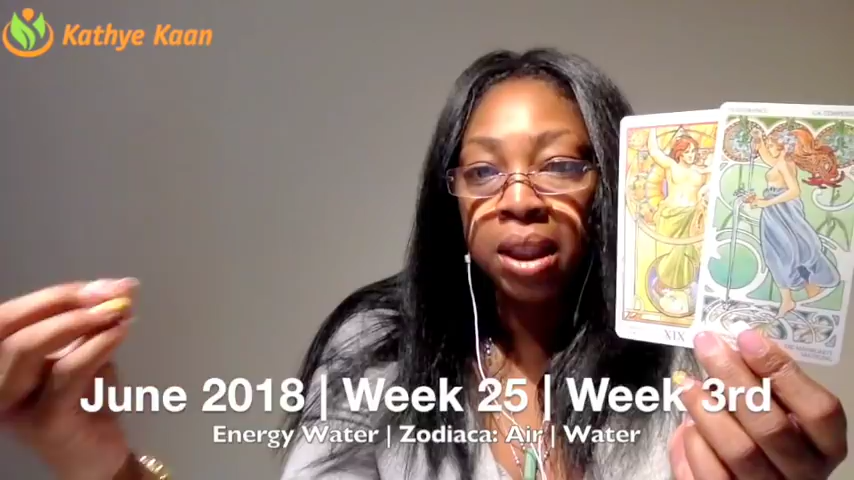 Kathye Kaan
XIX
June 2018 | Week 25 | Week 3rd
Energy Water | Zodiaca: Air | Water